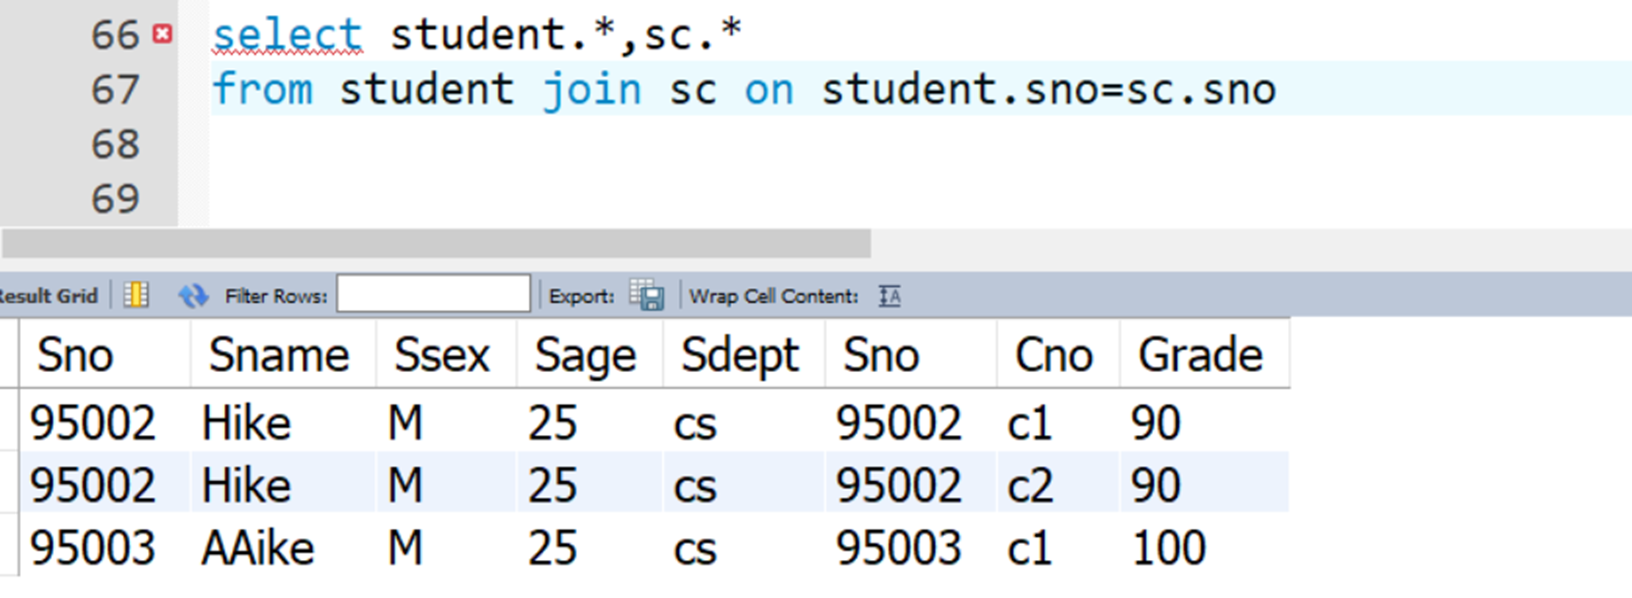 66 select student.*,sc.*
67 from student join sc on student.sno=sc.sno
68
69
esult Grid Filter Rows: Export: Wrap Cell Content: IA
Sno Sname Ssex Sage Sdept Sno Cno Grade
95002 Hike M 25 cs 95002 c1 90
95002 Hike M 25 cs 95002 c2 90
95003 AAike M 25 cs 95003 c1 100